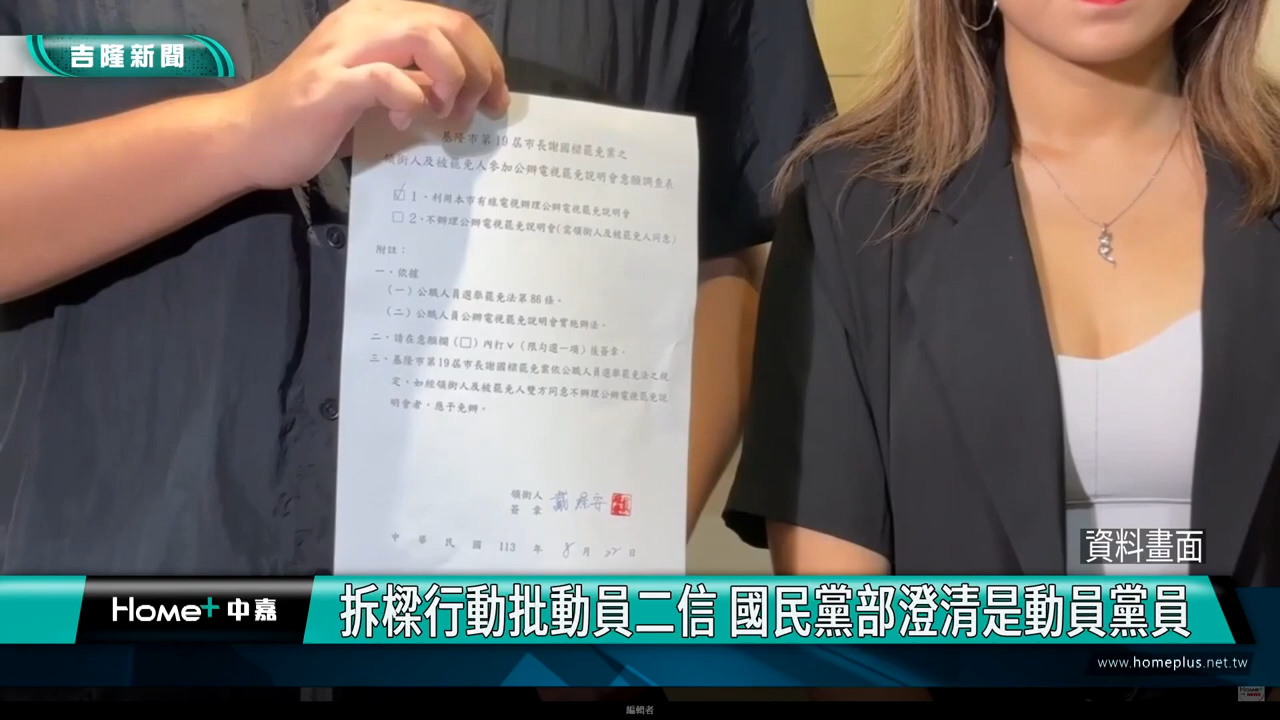 吉隆新聞
基隆市第19屆市長謝國樑罷免案之
領銜人及被罷免人參加公辦電視罷免說明會意願調查表
☑ 1、利用本市有線電視辦理公辦電視罷免說明會
□ 2、不辦理公辦電視罷免說明會(需領銜人及被罷免人同意)
附註：
一、依據
（一）公職人員選舉罷免法第86條。
（二）公職人員公辦電視罷免說明會實施辦法。
二、請在意願欄（□）內打v（限勾選一項）後簽章。
三、基隆市第19屆市長謝國樑罷免案依公職人員選舉罷免法之規
定，如經領銜人及被罷免人雙方同意不辦理公辦電視罷免說
明會者，應予免辦。
領銜人
簽 章
中 華 民 國 113 年 8 月 22 日
資料畫面
Home+ 中嘉
拆樑行動批動員二信 國民黨部澄清是動員黨員
www.homeplus.net.tw
Home+
NEWS
編輯者